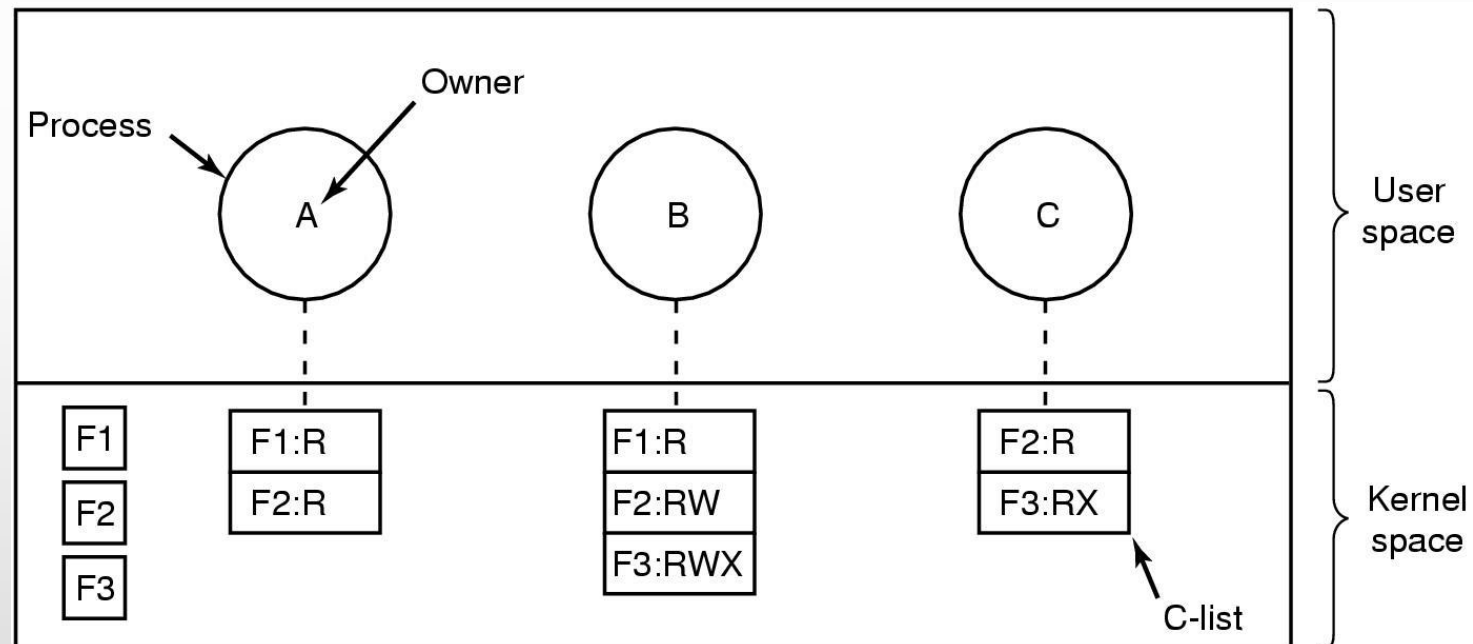 Owner
Process
A
B
C
User
space
F1
F2
F3
F1:R
F2:R
F1:R
F2:RW
F3:RWX
F2:R
F3:RX
Kernel
space
C-list